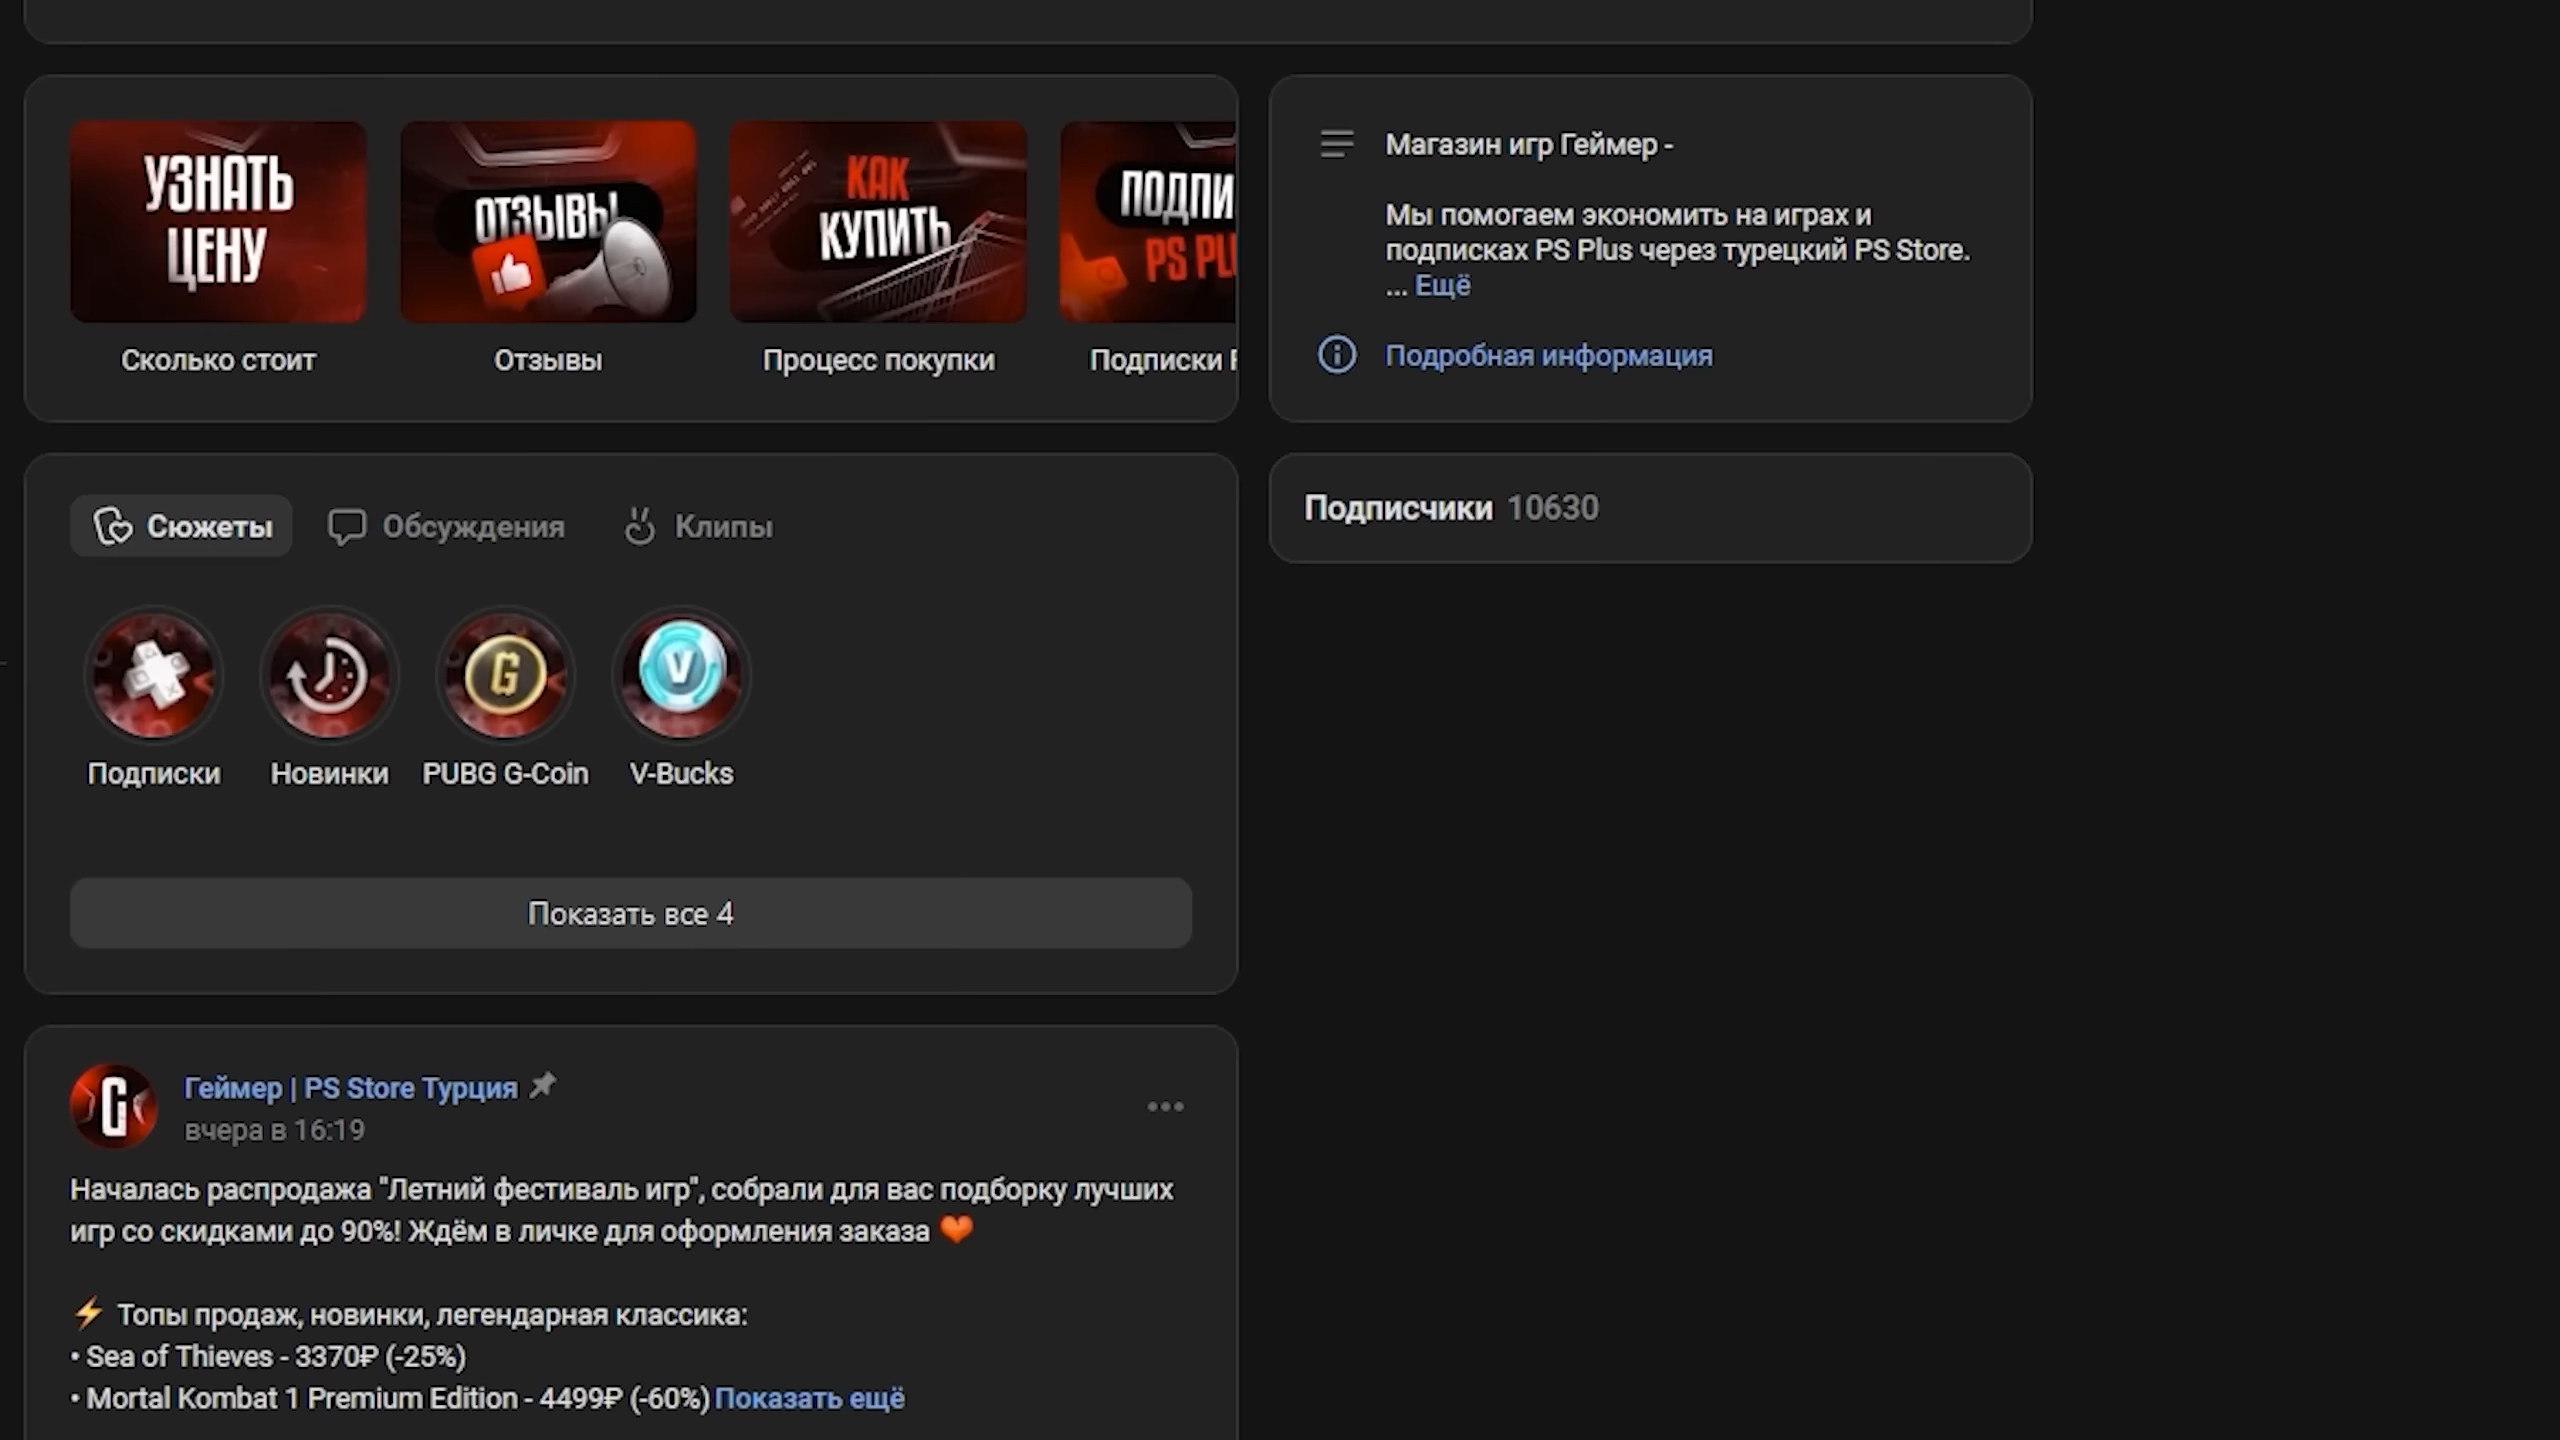 УЗНАТЬ
ЦЕНУ
ОТЗЫВЫ
КАК
КУПИТЬ
ПОДПИ
PS PLU
Сколько стоит
Отзывы
Процесс покупки
Подписки P
Магазин игр Геймер -
Мы помогаем экономить на играх и
подписках PS Plus через турецкий PS Store.
... Ещё
Подробная информация
Сюжеты
Обсуждения
Клипы
Подписчики 10630
Подписки
Новинки
PUBG G-Coin
V-Bucks
Показать все 4
Геймер | PS Store Турция
вчера в 16:19
Началась распродажа "Летний фестиваль игр", собрали для вас подборку лучших
игр со скидками до 90%! Ждём в личке для оформления заказа 🧡
⚡ Топы продаж, новинки, легендарная классика:
• Sea of Thieves - 3370₽ (-25%)
• Mortal Kombat 1 Premium Edition - 4499₽ (-60%) Показать ещё